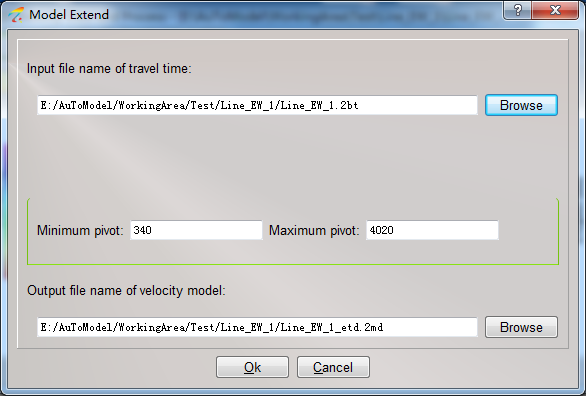 Model Extend
Input file name of travel time:
E:/AuToModel/WorkingArea/Test/Line_EW_1/Line_EW_1.2bt
Browse
Minimum pivot: 340 Maximum pivot: 4020
Output file name of velocity model:
E:/AuToModel/WorkingArea/Test/Line_EW_1/Line_EW_1_etd.2md
Browse
Ok Cancel